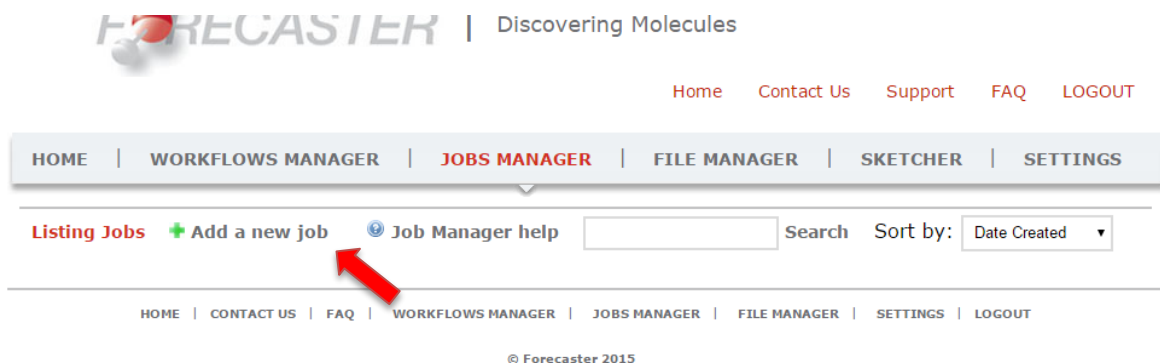 FORECASTER | Discovering Molecules
Home Contact Us Support FAQ LOGOUT
HOME | WORKFLOWS MANAGER | JOBS MANAGER | FILE MANAGER | SKETCHER | SETTINGS
Listing Jobs Add a new job Job Manager help Search Sort by: Date Created
HOME | CONTACT US | FAQ | WORKFLOWS MANAGER | JOBS MANAGER | FILE MANAGER | SETTINGS | LOGOUT
© Forecaster 2015